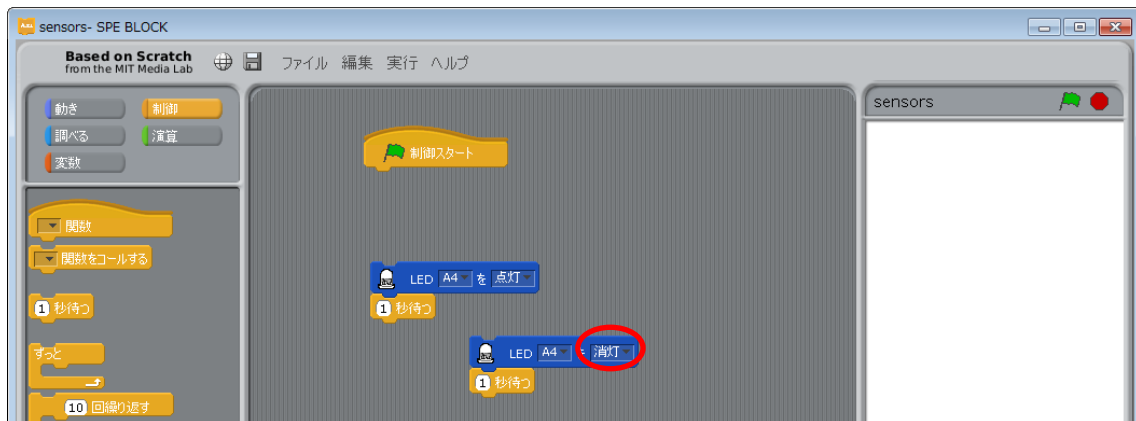 sensors- SPE BLOCK
Based on Scratch
from the MIT Media Lab
ファイル 編集 実行 ヘルプ
動き 制御
調べる 演算
変数
関数
関数をコールする
1 秒待つ
ずっと
10 回繰り返す
制御スタート
LED A4 を 点灯
1 秒待つ
LED A4 を 消灯
1 秒待つ
sensors